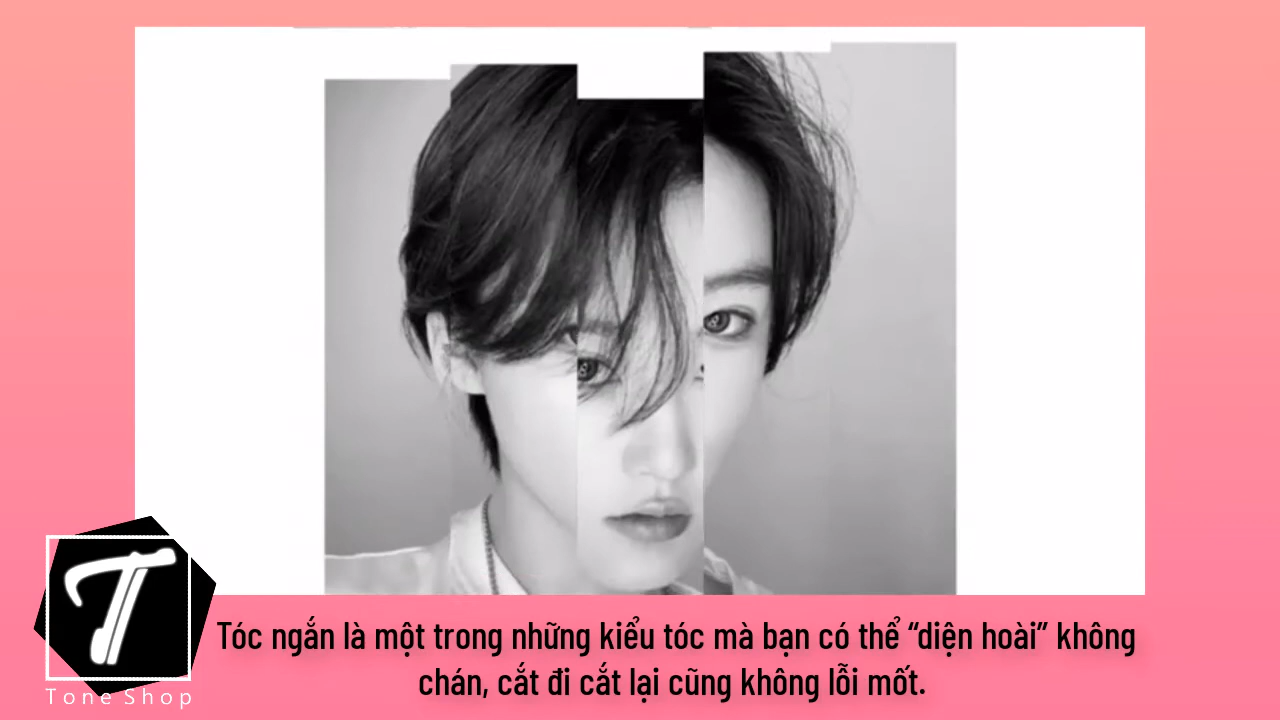 T
Tone Shop
Tóc ngắn là một trong những kiểu tóc mà bạn có thể “diện hoài” không
chán, cắt đi cắt lại cũng không lỗi mốt.